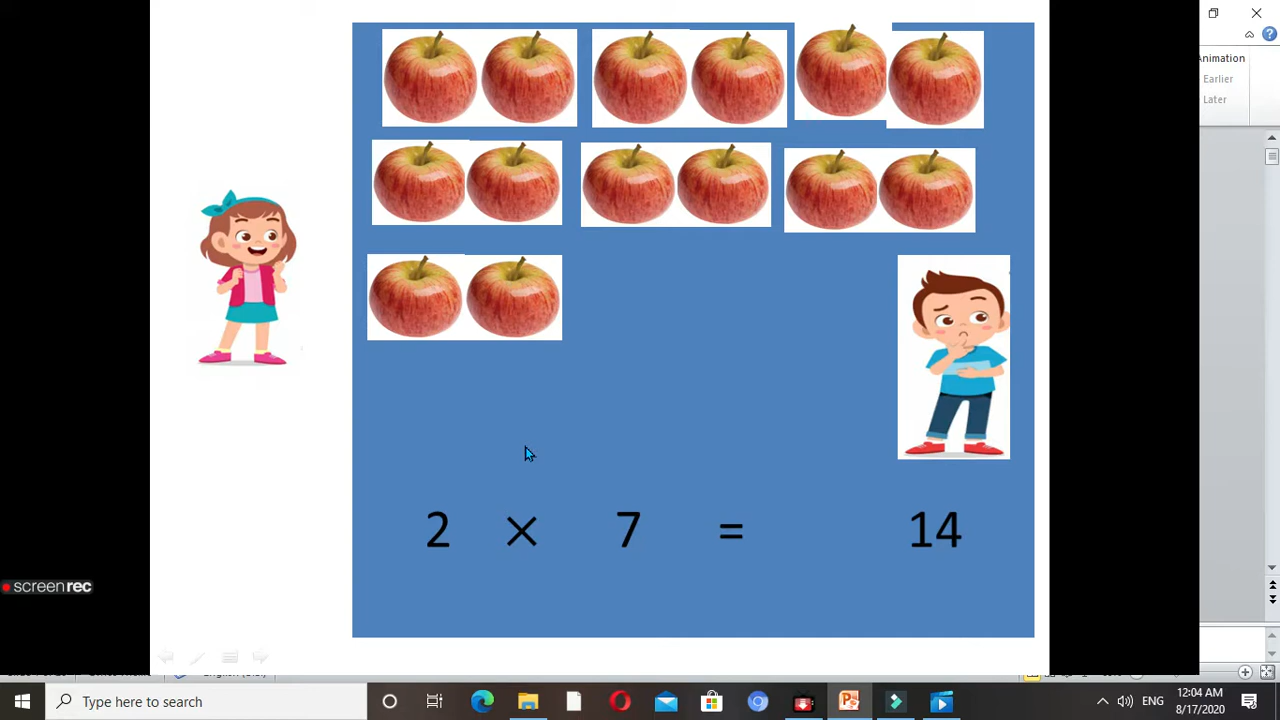 Animation
Earlier
Later
2 × 7 = 14
screenrec
Type here to search
ENG
12:04 AM
8/17/2020